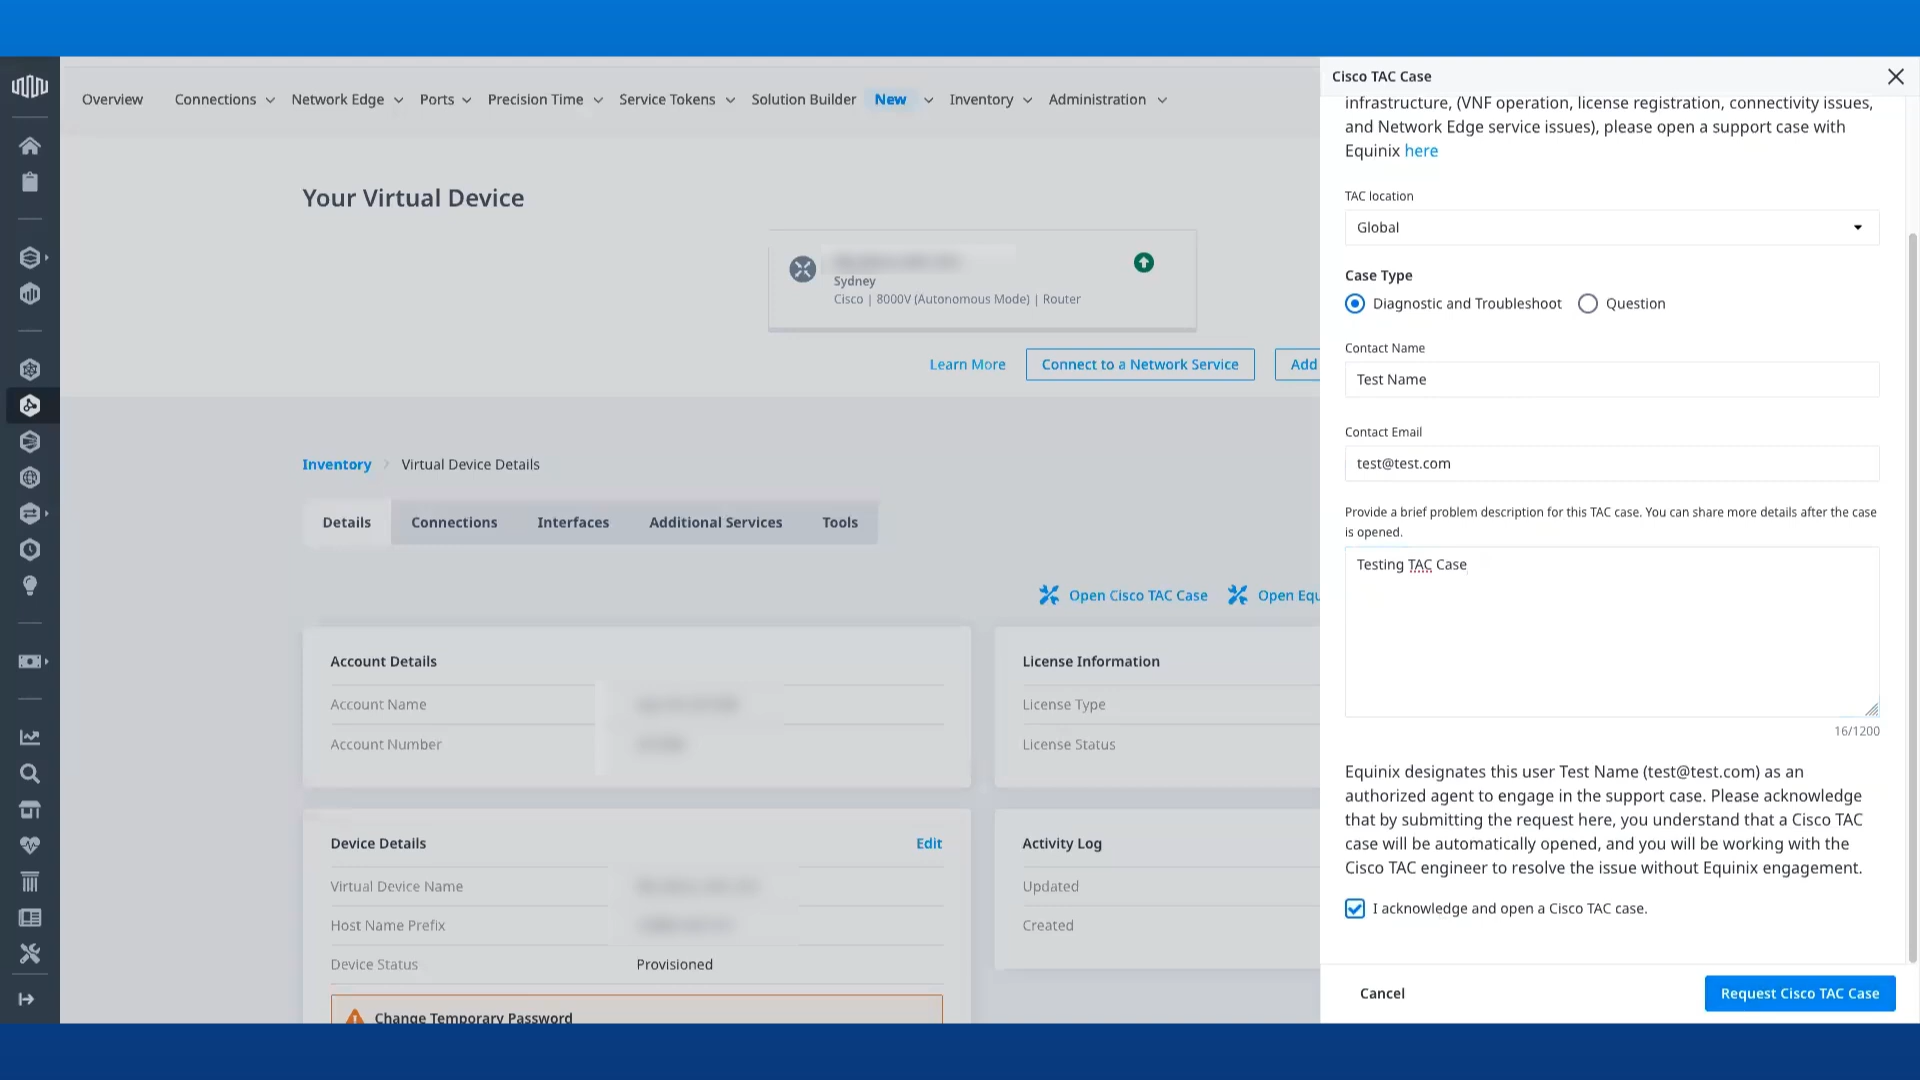 Overview Connections Network Edge Ports Precision Time Service Tokens Solution Builder New Inventory Administration
Your Virtual Device
Sydney
Cisco | 8000V (Autonomous Mode) | Router
Learn More Connect to a Network Service Add
Inventory Virtual Device Details
Details Connections Interfaces Additional Services Tools
Open Cisco TAC Case Open Equ
Account Details
Account Name
Account Number
License Information
License Type
License Status
Device Details Edit
Virtual Device Name
Host Name Prefix
Device Status Provisioned
Change Temporary Password
Activity Log
Updated
Created
Cisco TAC Case
infrastructure, (VNF operation, license registration, connectivity issues,
and Network Edge service issues), please open a support case with
Equinix here
TAC location
Global
Case Type
Diagnostic and Troubleshoot Question
Contact Name
Test Name
Contact Email
test@test.com
Provide a brief problem description for this TAC case. You can share more details after the case
is opened.
Testing TAC Case
16/1200
Equinix designates this user Test Name (test@test.com) as an
authorized agent to engage in the support case. Please acknowledge
that by submitting the request here, you understand that a Cisco TAC
case will be automatically opened, and you will be working with the
Cisco TAC engineer to resolve the issue without Equinix engagement.
I acknowledge and open a Cisco TAC case.
Cancel Request Cisco TAC Case